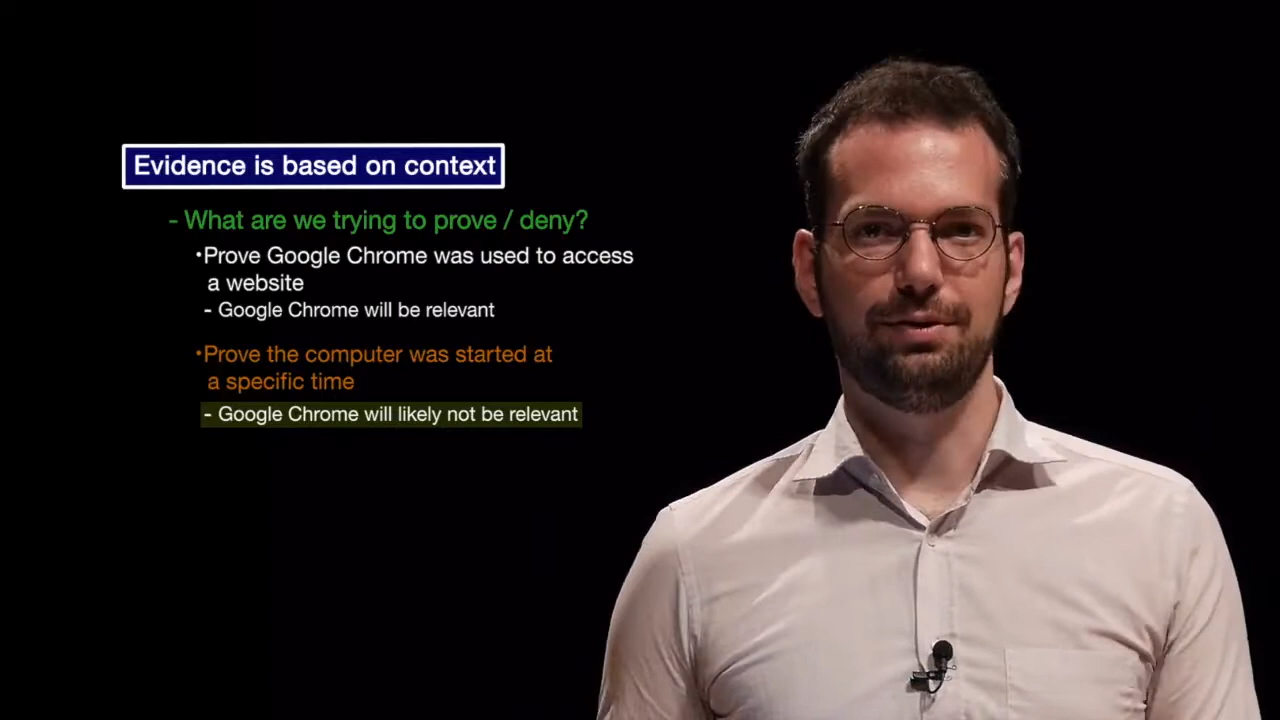 Evidence is based on context
- What are we trying to prove / deny?
•Prove Google Chrome was used to access
a website
- Google Chrome will be relevant
•Prove the computer was started at
a specific time
- Google Chrome will likely not be relevant